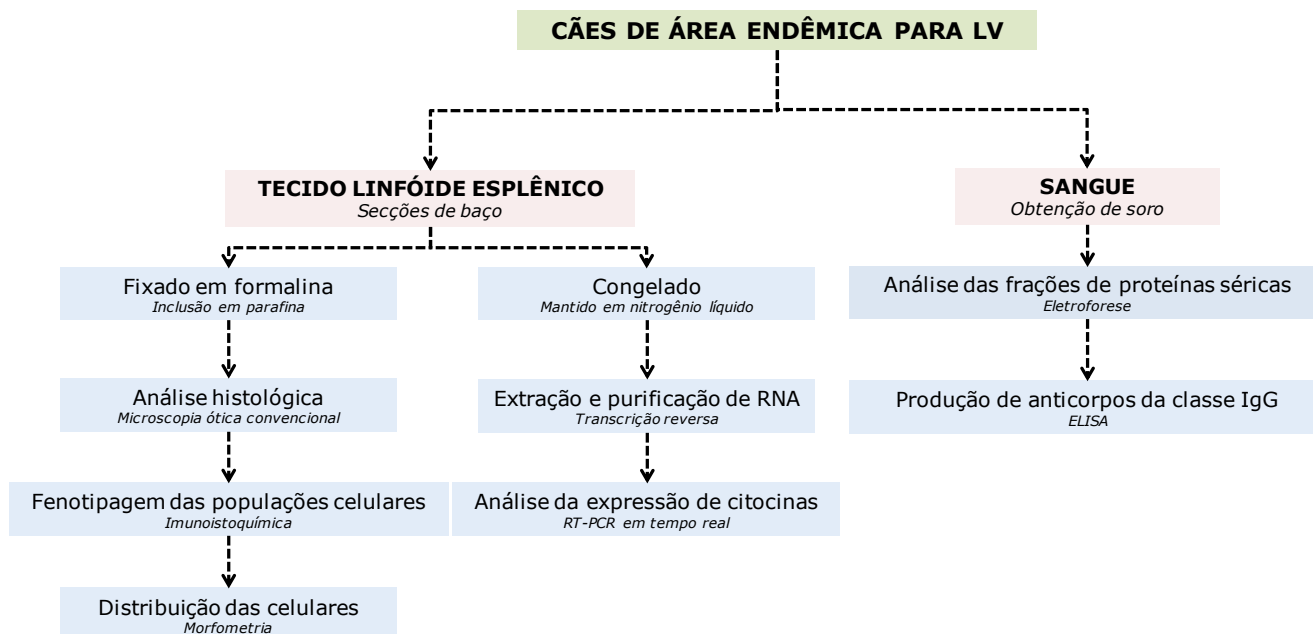 CÃES DE ÁREA ENDÊMICA PARA LV
TECIDO LINFÓIDE ESPLÊNICO
Secções de baço
SANGUE
Obtenção de soro
Fixado em formalina
Inclusão em parafina
Congelado
Mantido em nitrogênio líquido
Análise das frações de proteínas séricas
Eletroforese
Análise histológica
Microscopia ótica convencional
Extração e purificação de RNA
Transcrição reversa
Produção de anticorpos da classe IgG
ELISA
Fenotipagem das populações celulares
Imunoistoquímica
Análise da expressão de citocinas
RT-PCR em tempo real
Distribuição das celulares
Morfometria